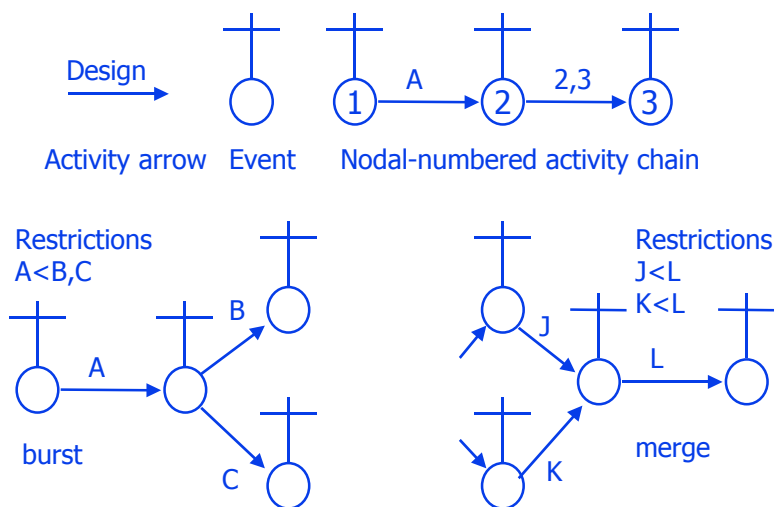 Design
A
2,3
1
2
3
Activity arrow
Event
Nodal-numbered activity chain
Restrictions
A<B,C
A
B
C
burst
Restrictions
J<L
K<L
J
L
K
merge